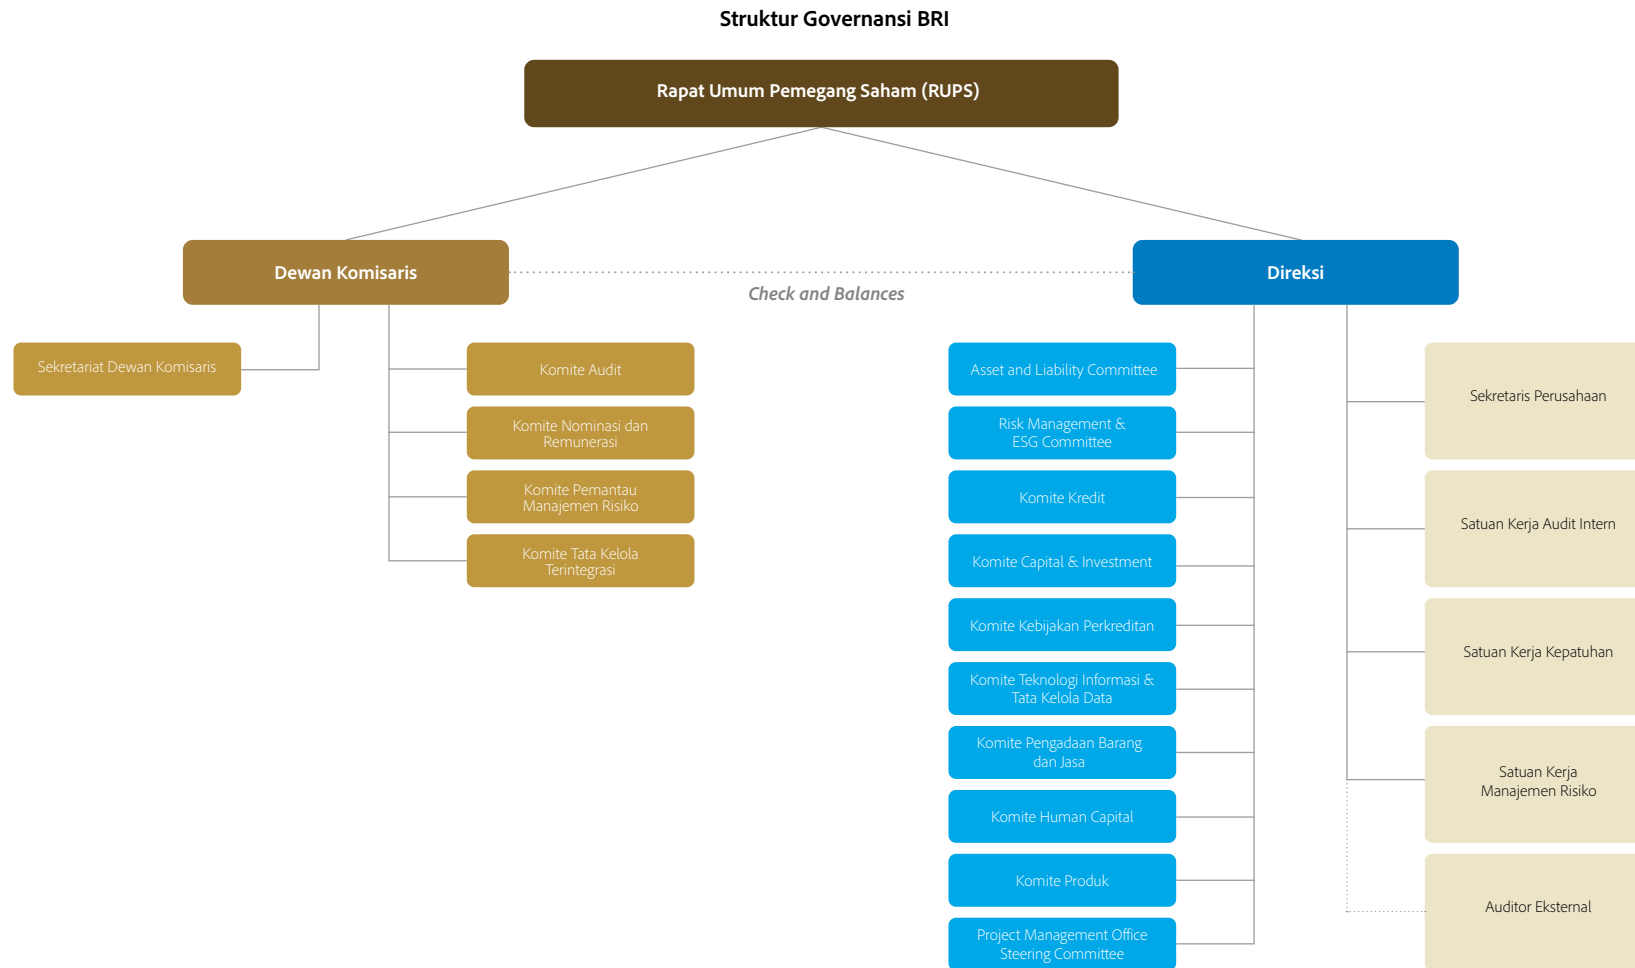 Struktur Governansi BRI
Rapat Umum Pemegang Saham (RUPS)
Dewan Komisaris
Check and Balances
Direksi
Sekretariat Dewan Komisaris
Komite Audit
Komite Nominasi dan
Remunerasi
Komite Pemantau
Manajemen Risiko
Komite Tata Kelola
Terintegrasi
Asset and Liability Committee
Risk Management &
ESG Committee
Komite Kredit
Komite Capital & Investment
Komite Kebijakan Perkreditan
Komite Teknologi Informasi &
Tata Kelola Data
Komite Pengadaan Barang
dan Jasa
Komite Human Capital
Komite Produk
Project Management Office
Steering Committee
Sekretaris Perusahaan
Satuan Kerja Audit Intern
Satuan Kerja Kepatuhan
Satuan Kerja
Manajemen Risiko
Auditor Eksternal